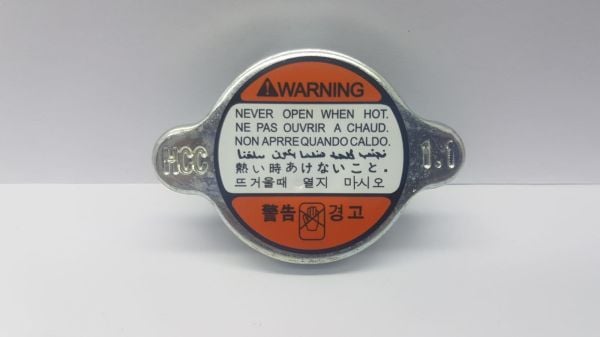 WARNING
NEVER OPEN WHEN HOT.
NE PAS OUVRIR A CHAUD.
NON APRRE QUANDO CALDO.
HCC
1.1
熱い時あけないこと.
뜨거울때 열지 마시오
警告 경고